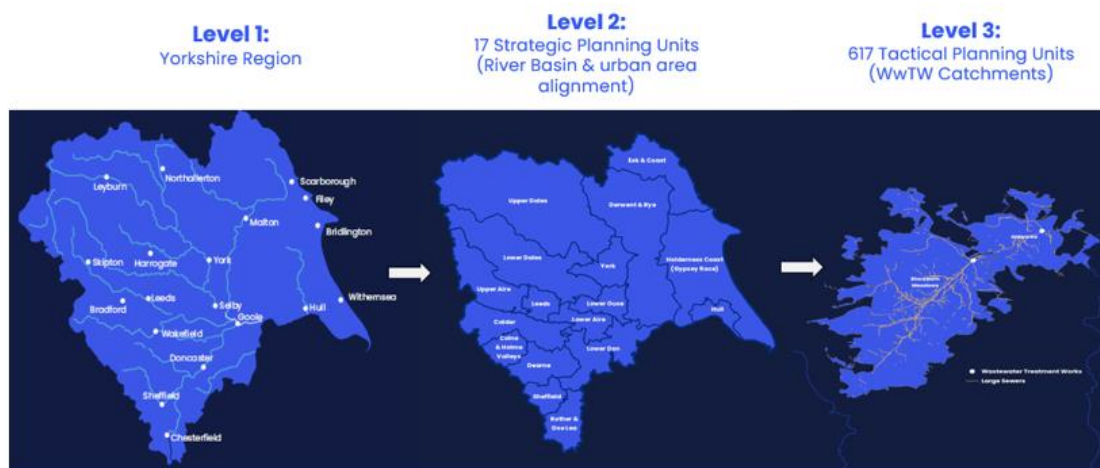 Level 1:
Yorkshire Region
Level 2:
17 Strategic Planning Units
(River Basin & urban area
alignment)
Level 3:
617 Tactical Planning Units
(WwTW Catchments)
Northallerton
Leyburn
Scarborough
Filey
Malton
Bridlington
Skipton
Harrogate
York
Bradford
Leeds
Selby
Hull
Withernsea
Goole
Wakefield
Doncaster
Sheffield
Chesterfield
Esk & Coast
Upper Dales
Derwent & Rye
Lower Dales
York
Holderness Coast
(Gypsey Race)
Upper Aire
Leeds
Lower Ouse
Hull
Calder
Lower Aire
Colne
& Holme
Valleys
Lower Don
Dearne
Sheffield
Rother &
Doe Lea
Blackburn
Meadows
Wastewater Treatment Works
Large Sewers